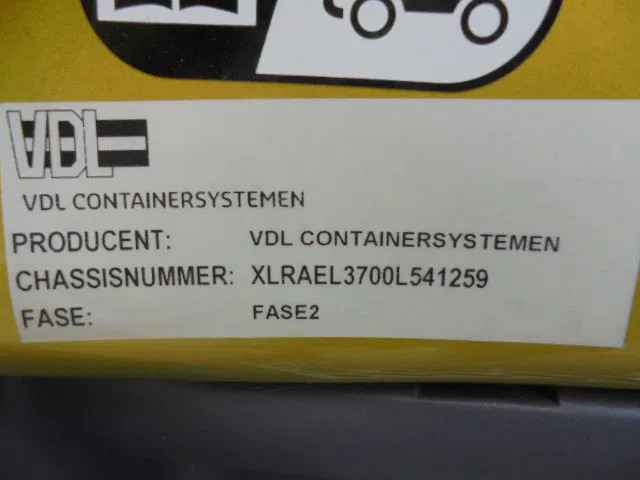 VDL
VDL CONTAINERSYSTEMEN
PRODUCENT: VDL CONTAINERSYSTEMEN
CHASSISNUMMER: XLRAEL3700L541259
FASE: FASE2